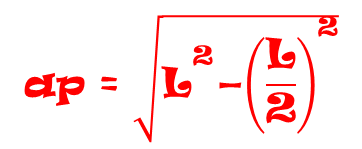 ap = √(L² − (L/2)²)